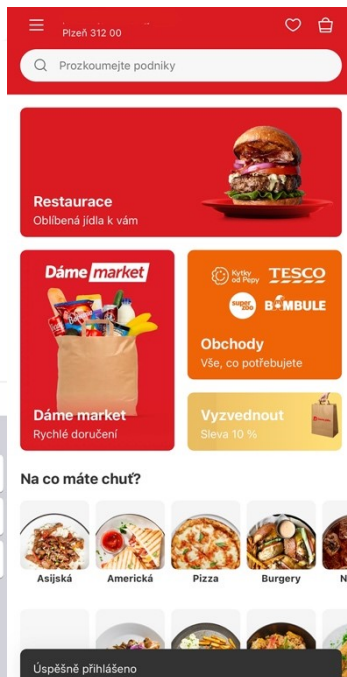 Plzeň 312 00
Prozkoumejte podniky
Restaurace
Oblíbená jídla k vám
Dáme market
Kytky od Pepy
TESCO
super zoo
BAMBULE
Obchody
Vše, co potřebujete
Dáme market
Rychlé doručení
Vyzvednout
Sleva 10 %
Na co máte chuť?
Asijská
Americká
Pizza
Burgery
N
Úspěšně přihlášeno